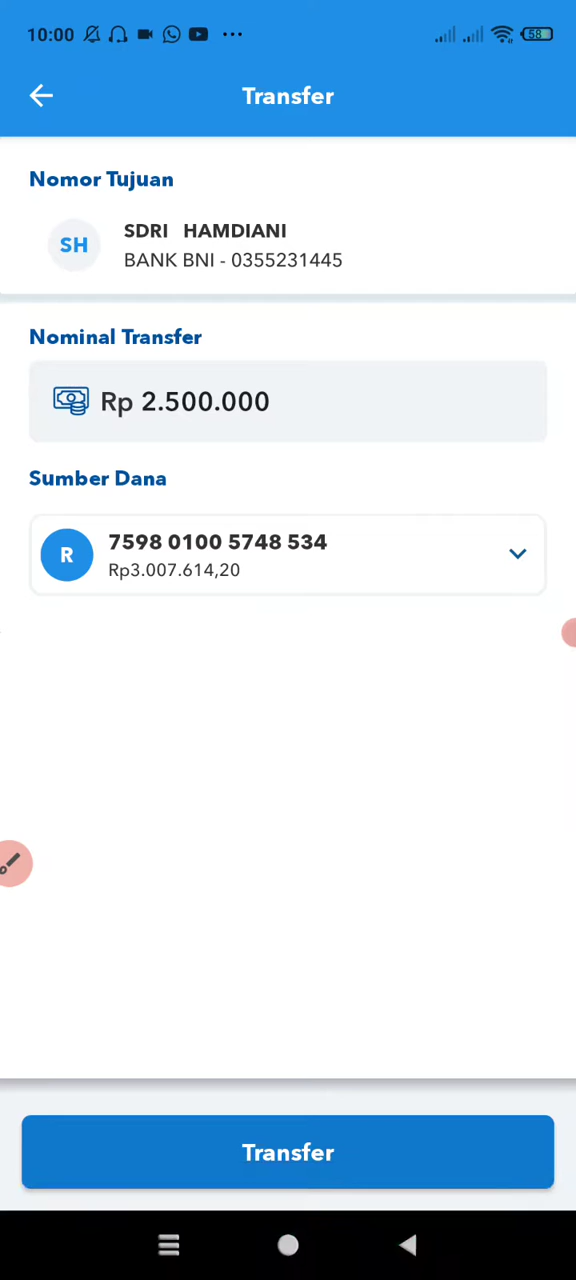 10:00
58
Transfer
Nomor Tujuan
SH
SDRI HAMDIANI
BANK BNI - 0355231445
Nominal Transfer
Rp 2.500.000
Sumber Dana
R
7598 0100 5748 534
Rp3.007.614,20
Transfer